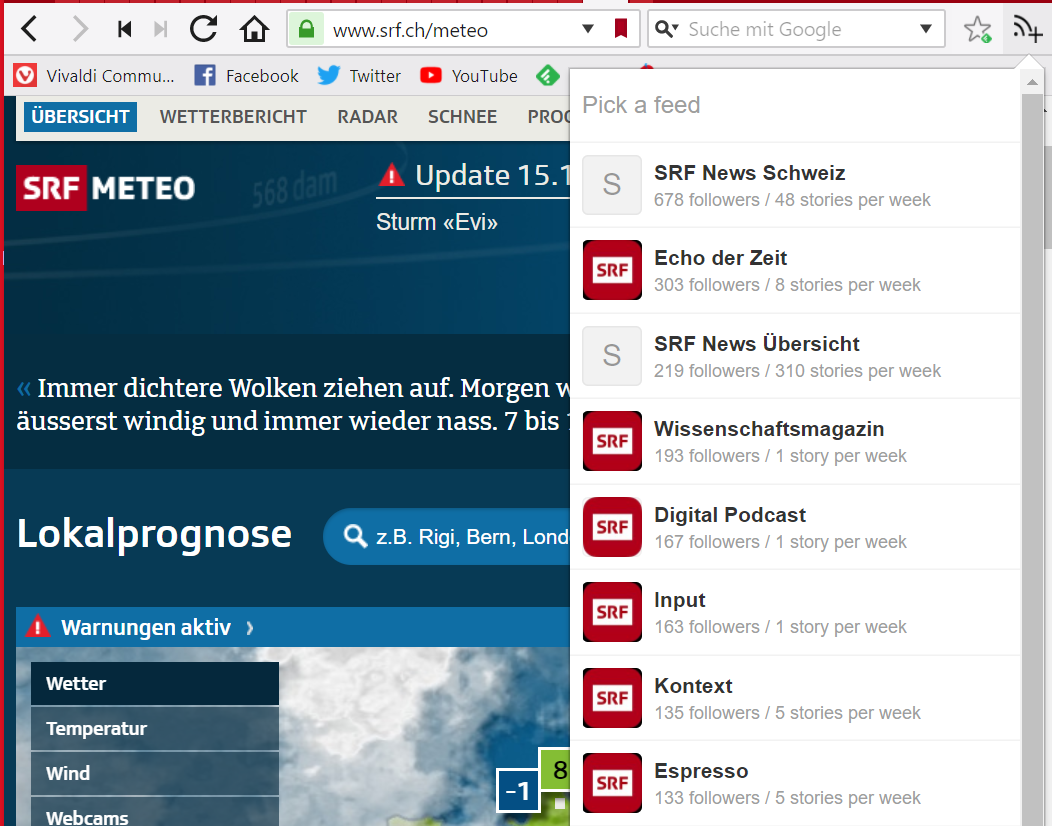 www.srf.ch/meteo
Suche mit Google
Vivaldi Commu...
Facebook
Twitter
YouTube
ÜBERSICHT
WETTERBERICHT
RADAR
SCHNEE
PROG
SRF METEO
568 dam
Update 15.1
Sturm «Evi»
« Immer dichtere Wolken ziehen auf. Morgen w
äusserst windig und immer wieder nass. 7 bis 1
Lokalprognose
z.B. Rigi, Bern, Lond
Warnungen aktiv ›
Wetter
Temperatur
Wind
Webcams
-1
8
Pick a feed
S
SRF News Schweiz
678 followers / 48 stories per week
SRF
Echo der Zeit
303 followers / 8 stories per week
S
SRF News Übersicht
219 followers / 310 stories per week
SRF
Wissenschaftsmagazin
193 followers / 1 story per week
SRF
Digital Podcast
167 followers / 1 story per week
SRF
Input
163 followers / 1 story per week
SRF
Kontext
135 followers / 5 stories per week
SRF
Espresso
133 followers / 5 stories per week